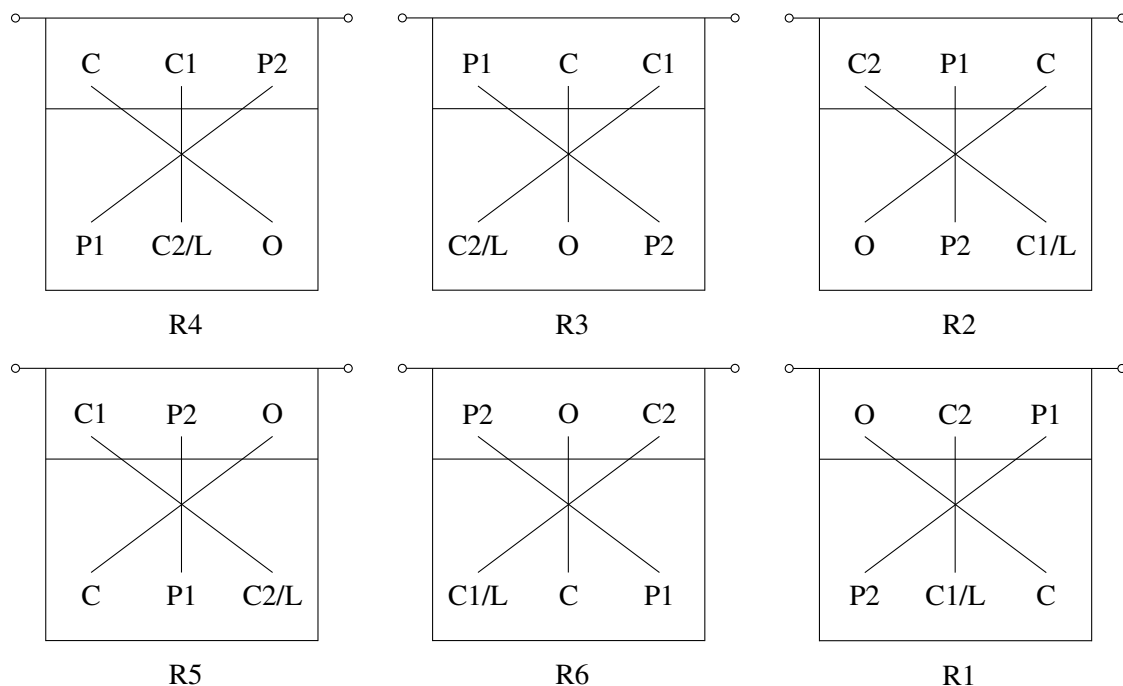 C C1 P2
P1 C2/L O
R4
P1 C C1
C2/L O P2
R3
C2 P1 C
O P2 C1/L
R2
C1 P2 O
C P1 C2/L
R5
P2 O C2
C1/L C P1
R6
O C2 P1
P2 C1/L C
R1